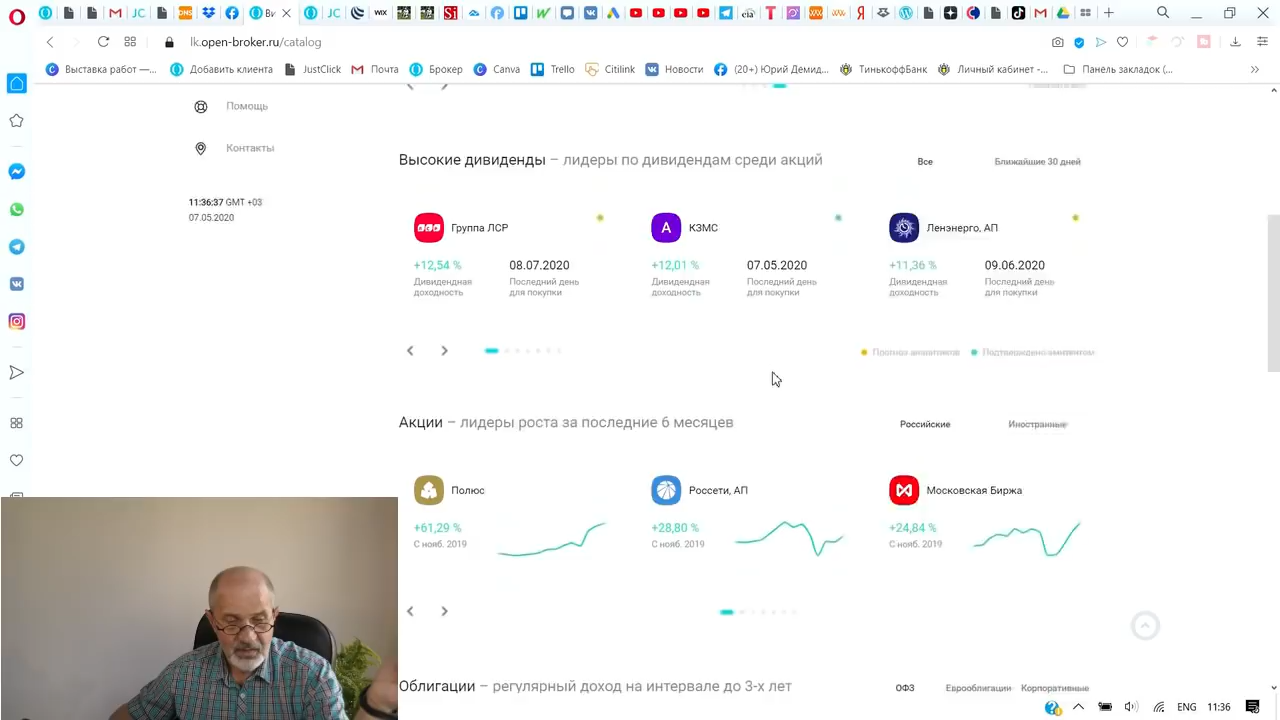 lk.open-broker.ru/catalog
Выставка работ —... Добавить клиента JustClick Почта Брокер Canva Trello Citilink Новости (20+) Юрий Демид... ТинькоффБанк Личный кабинет -... Панель закладок (...
Помощь
Контакты
11:36:37 GMT +03
07.05.2020
Высокие дивиденды – лидеры по дивидендам среди акций Все Ближайшие 30 дней
Группа ЛСР КЗМС Ленэнерго, АП
+12,54 % 08.07.2020 +12,01 % 07.05.2020 +11,36 % 09.06.2020
Дивидендная Последний день Дивидендная Последний день Дивидендная Последний день
доходность для покупки доходность для покупки доходность для покупки
Прогноз аналитиков Подтверждено эмитентом
Акции – лидеры роста за последние 6 месяцев Российские Иностранные
Полюс Россети, АП Московская Биржа
+61,29 % +28,80 % +24,84 %
С нояб. 2019 С нояб. 2019 С нояб. 2019
Облигации – регулярный доход на интервале до 3-х лет ОФЗ Еврооблигации Корпоративные
ENG 11:36